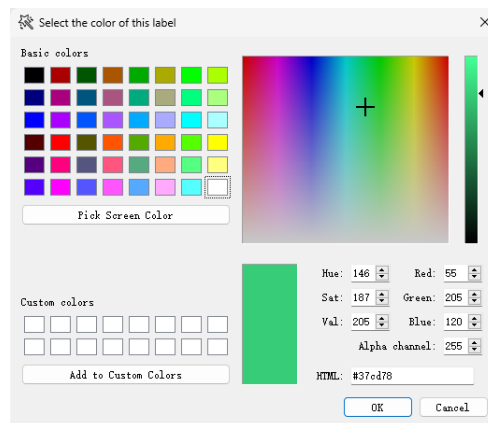 Select the color of this label
Basic colors
Pick Screen Color
Custom colors
Add to Custom Colors
Hue: 146 Red: 55
Sat: 187 Green: 205
Val: 205 Blue: 120
Alpha channel: 255
HTML: #37cd78
OK Cancel